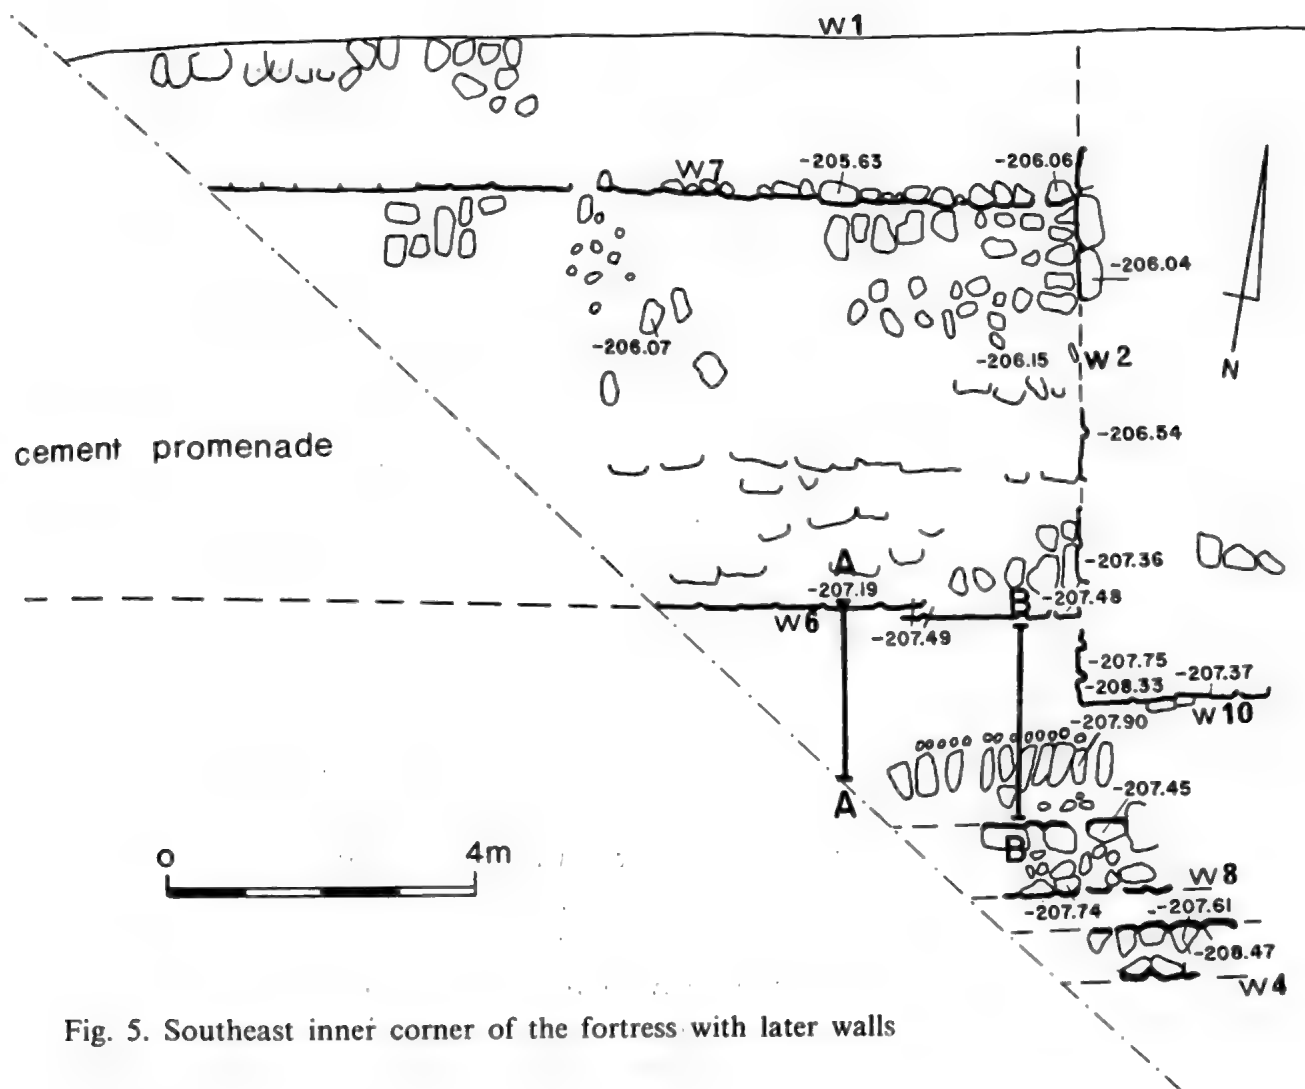 W1
W7
-205.63
-206.06
-206.04
-206.07
-206.15
W2
N
-206.54
cement promenade
A
-207.36
-207.19
B
-207.48
W6
-207.49
-207.75
-207.37
-208.33
W10
-207.90
A
-207.45
0
4m
B
W8
-207.74
-207.61
-208.47
W4
Fig. 5. Southeast inner corner of the fortress with later walls